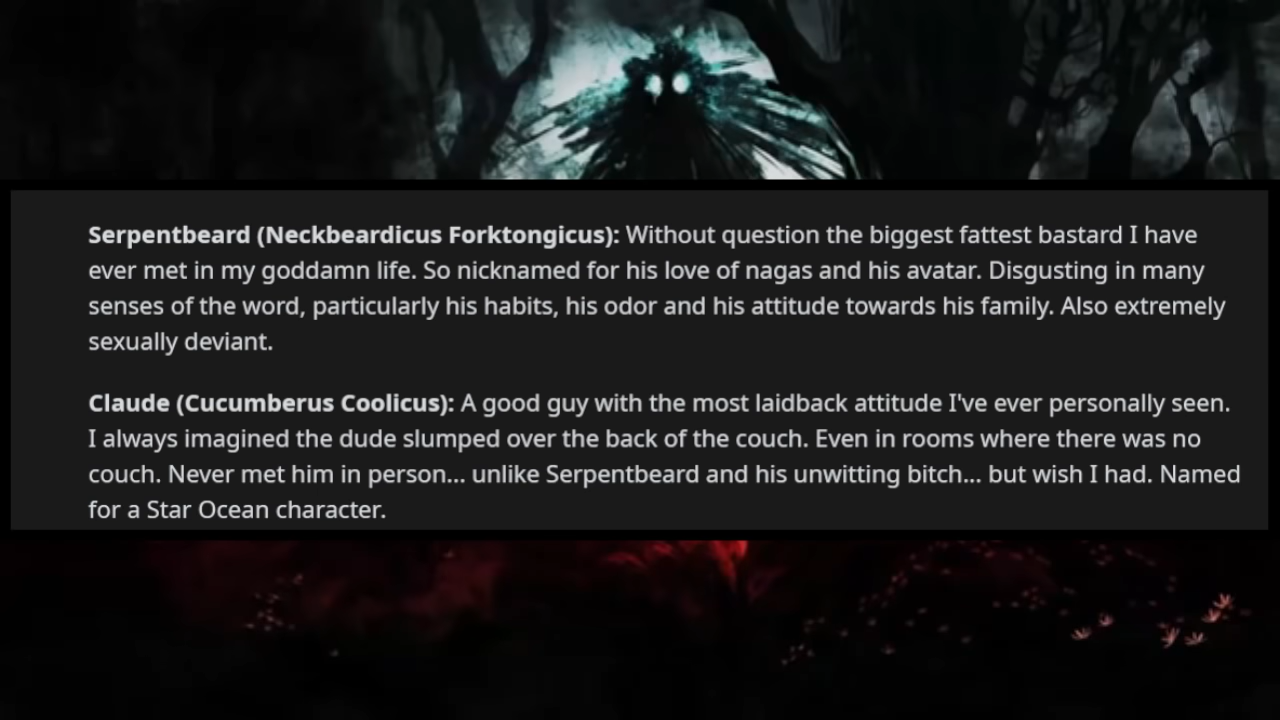 Serpentbeard (Neckbeardicus Forktongicus): Without question the biggest fattest bastard I have
ever met in my goddamn life. So nicknamed for his love of nagas and his avatar. Disgusting in many
senses of the word, particularly his habits, his odor and his attitude towards his family. Also extremely
sexually deviant.
Claude (Cucumberus Coolicus): A good guy with the most laidback attitude I've ever personally seen.
I always imagined the dude slumped over the back of the couch. Even in rooms where there was no
couch. Never met him in person... unlike Serpentbeard and his unwitting bitch... but wish I had. Named
for a Star Ocean character.